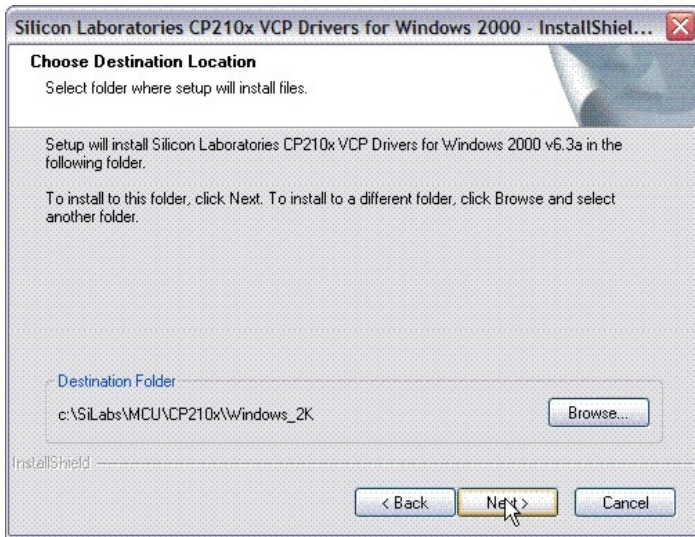 Silicon Laboratories CP210x VCP Drivers for Windows 2000 - InstallShiel...
Choose Destination Location
Select folder where setup will install files.
Setup will install Silicon Laboratories CP210x VCP Drivers for Windows 2000 v6.3a in the
following folder.
To install to this folder, click Next. To install to a different folder, click Browse and select
another folder.
Destination Folder
c:\SiLabs\MCU\CP210x\Windows_2K
Browse...
InstallShield
< Back
Next >
Cancel